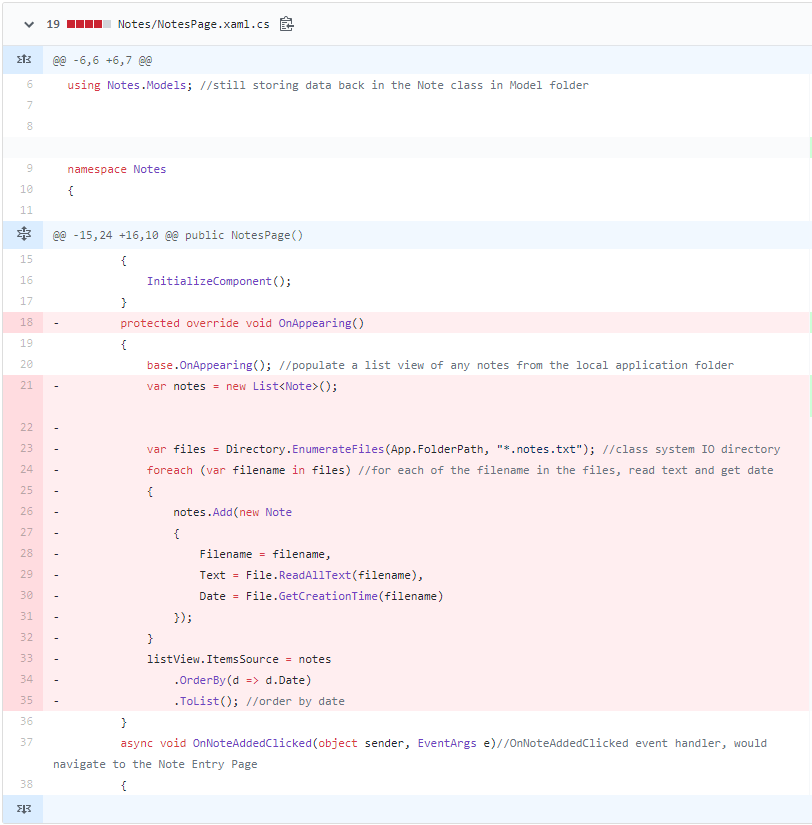 19 Notes/NotesPage.xaml.cs
@@ -6,6 +6,7 @@
6 using Notes.Models; //still storing data back in the Note class in Model folder
7
8
9 namespace Notes
10 {
11
@@ -15,24 +16,10 @@ public NotesPage()
15 {
16 InitializeComponent();
17 }
18 - protected override void OnAppearing()
19 {
20 base.OnAppearing(); //populate a list view of any notes from the local application folder
21 - var notes = new List<Note>();
22 -
23 - var files = Directory.EnumerateFiles(App.FolderPath, "*.notes.txt"); //class system IO directory
24 - foreach (var filename in files) //for each of the filename in the files, read text and get date
25 - {
26 - notes.Add(new Note
27 - {
28 - Filename = filename,
29 - Text = File.ReadAllText(filename),
30 - Date = File.GetCreationTime(filename)
31 - });
32 - }
33 - listView.ItemsSource = notes
34 - .OrderBy(d => d.Date)
35 - .ToList(); //order by date
36 }
37 async void OnNoteAddedClicked(object sender, EventArgs e)//OnNoteAddedClicked event handler, would
navigate to the Note Entry Page
38 {